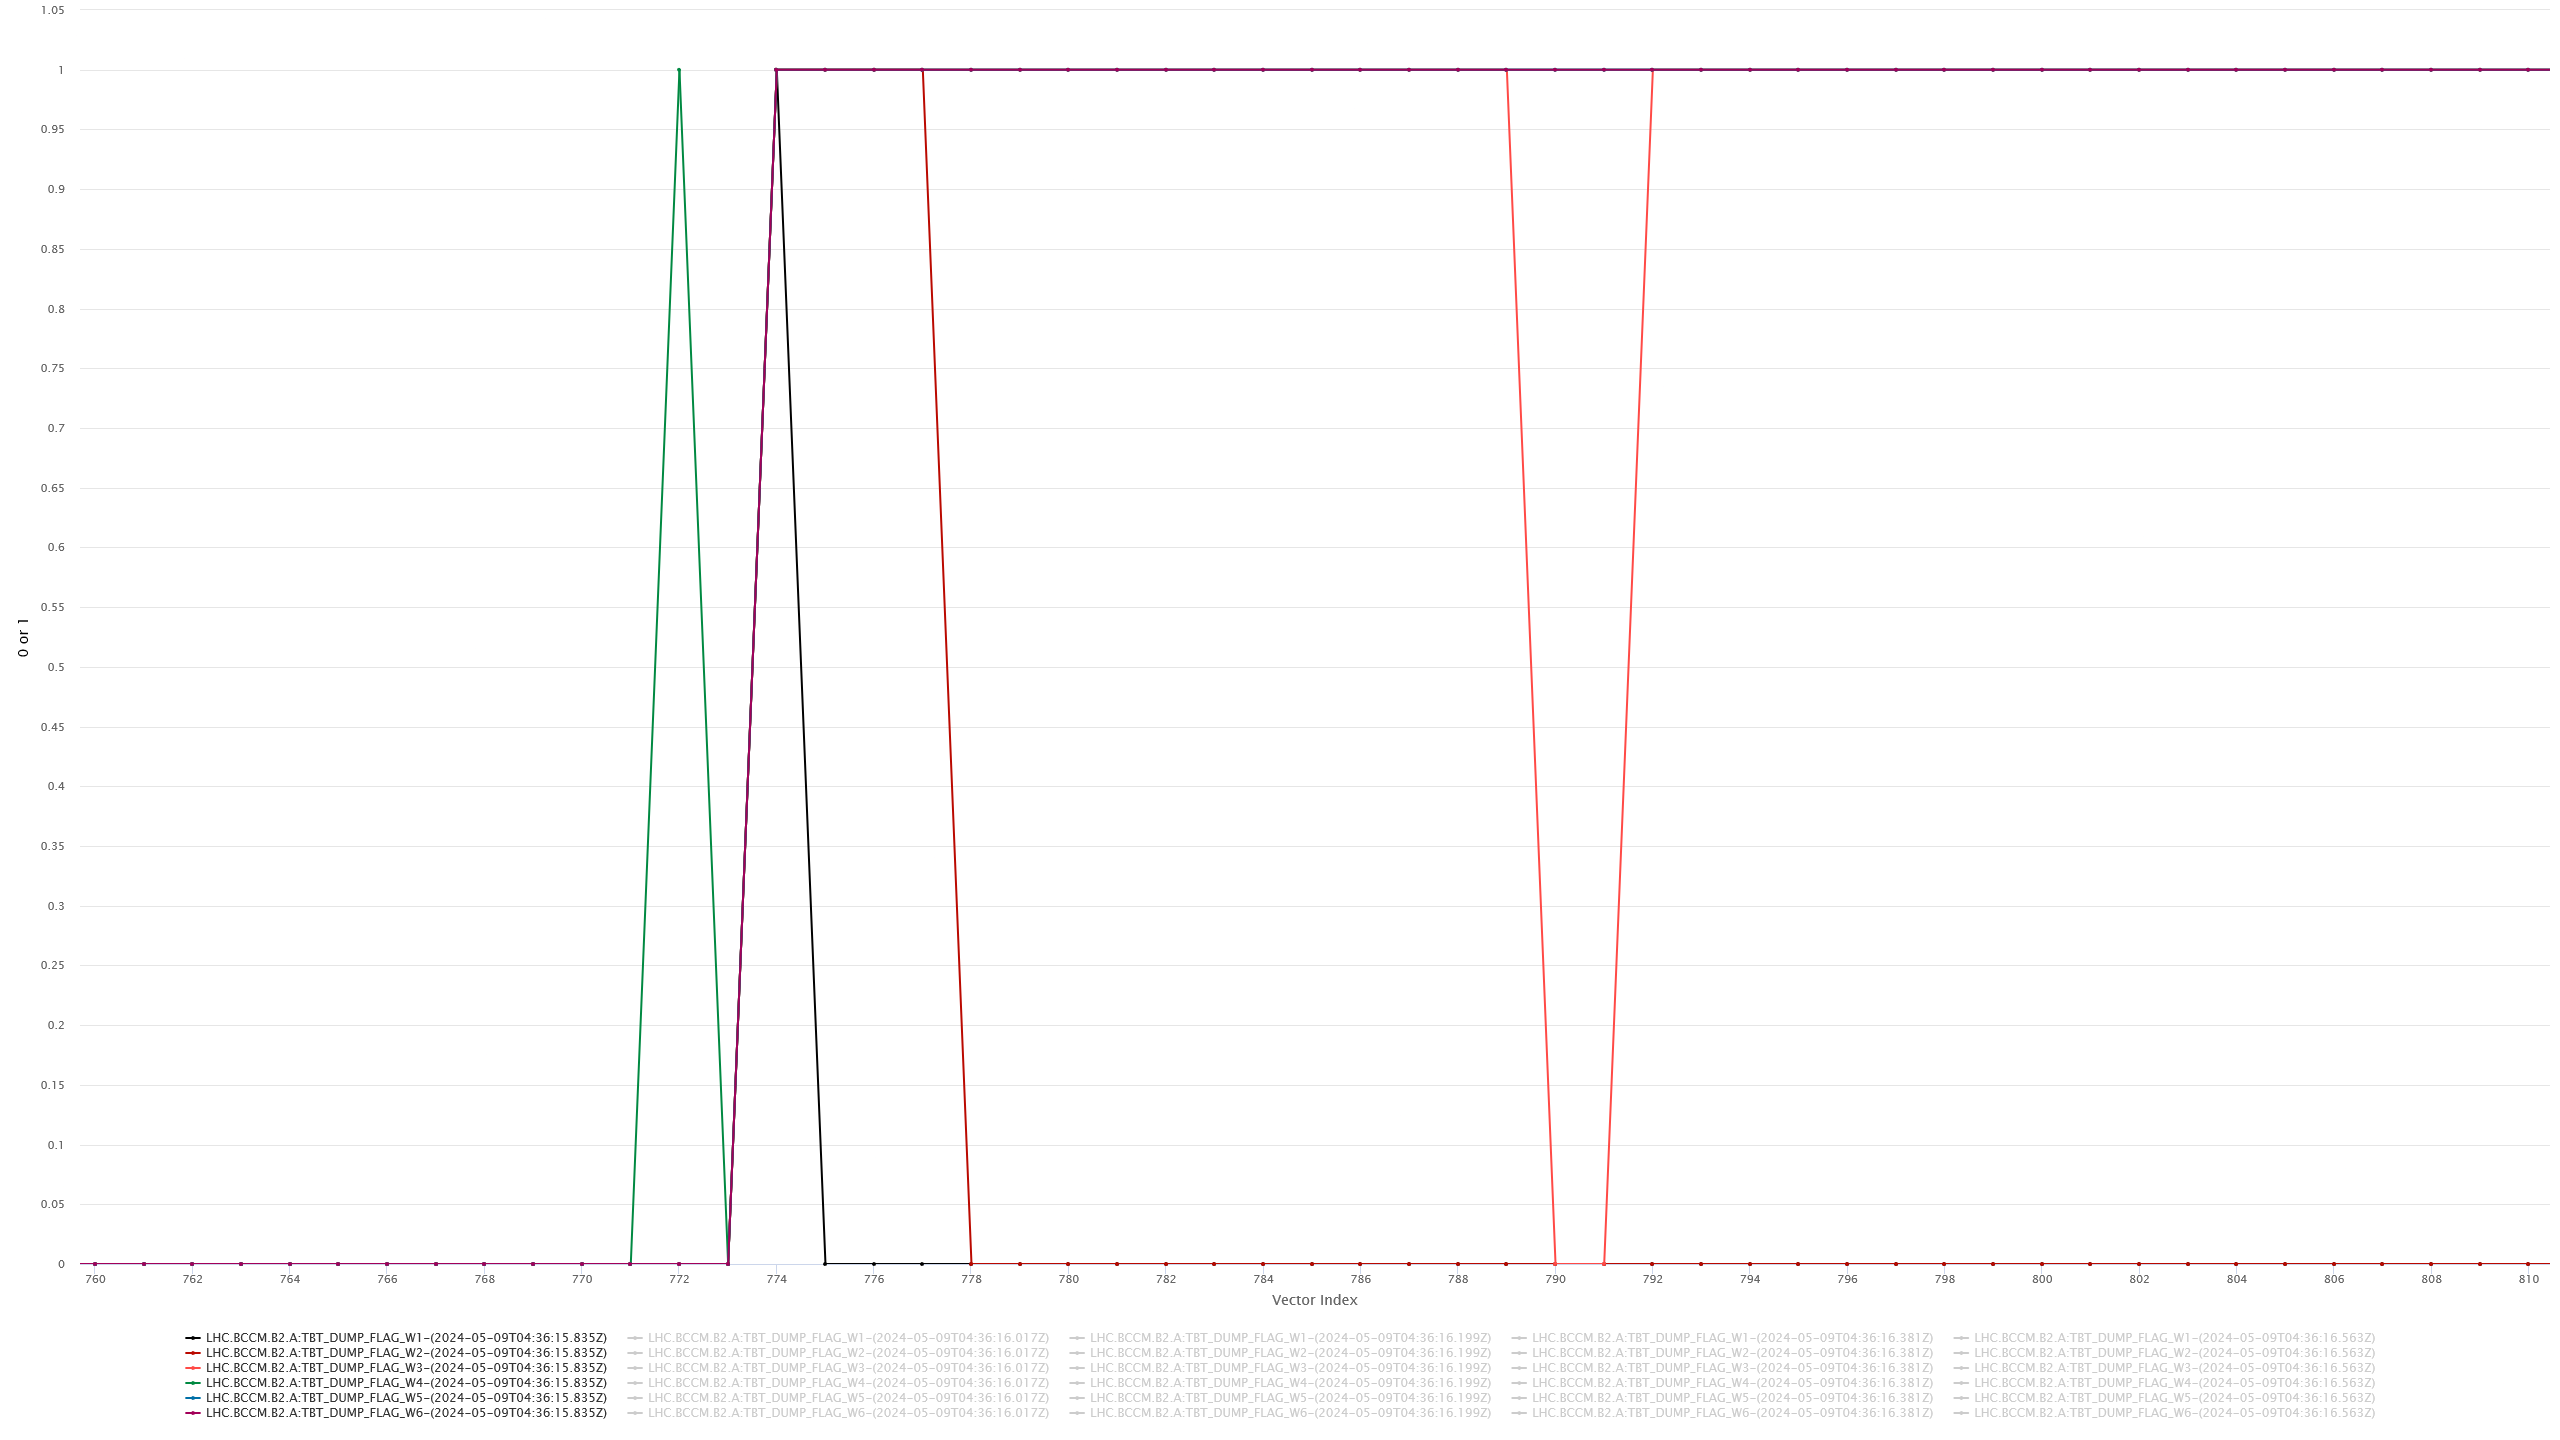 1.05
1
0.95
0.9
0.85
0.8
0.75
0.7
0.65
0.6
0.55
0.5
0.45
0.4
0.35
0.3
0.25
0.2
0.15
0.1
0.05
0
0 or 1
760 762 764 766 768 770 772 774 776 778 780 782 784 786 788 790 792 794 796 798 800 802 804 806 808 810
Vector Index
LHC.BCCM.B2.A:TBT_DUMP_FLAG_W1-(2024-05-09T04:36:15.835Z) LHC.BCCM.B2.A:TBT_DUMP_FLAG_W1-(2024-05-09T04:36:16.017Z) LHC.BCCM.B2.A:TBT_DUMP_FLAG_W1-(2024-05-09T04:36:16.199Z) LHC.BCCM.B2.A:TBT_DUMP_FLAG_W1-(2024-05-09T04:36:16.381Z) LHC.BCCM.B2.A:TBT_DUMP_FLAG_W1-(2024-05-09T04:36:16.563Z)
LHC.BCCM.B2.A:TBT_DUMP_FLAG_W2-(2024-05-09T04:36:15.835Z) LHC.BCCM.B2.A:TBT_DUMP_FLAG_W2-(2024-05-09T04:36:16.017Z) LHC.BCCM.B2.A:TBT_DUMP_FLAG_W2-(2024-05-09T04:36:16.199Z) LHC.BCCM.B2.A:TBT_DUMP_FLAG_W2-(2024-05-09T04:36:16.381Z) LHC.BCCM.B2.A:TBT_DUMP_FLAG_W2-(2024-05-09T04:36:16.563Z)
LHC.BCCM.B2.A:TBT_DUMP_FLAG_W3-(2024-05-09T04:36:15.835Z) LHC.BCCM.B2.A:TBT_DUMP_FLAG_W3-(2024-05-09T04:36:16.017Z) LHC.BCCM.B2.A:TBT_DUMP_FLAG_W3-(2024-05-09T04:36:16.199Z) LHC.BCCM.B2.A:TBT_DUMP_FLAG_W3-(2024-05-09T04:36:16.381Z) LHC.BCCM.B2.A:TBT_DUMP_FLAG_W3-(2024-05-09T04:36:16.563Z)
LHC.BCCM.B2.A:TBT_DUMP_FLAG_W4-(2024-05-09T04:36:15.835Z) LHC.BCCM.B2.A:TBT_DUMP_FLAG_W4-(2024-05-09T04:36:16.017Z) LHC.BCCM.B2.A:TBT_DUMP_FLAG_W4-(2024-05-09T04:36:16.199Z) LHC.BCCM.B2.A:TBT_DUMP_FLAG_W4-(2024-05-09T04:36:16.381Z) LHC.BCCM.B2.A:TBT_DUMP_FLAG_W4-(2024-05-09T04:36:16.563Z)
LHC.BCCM.B2.A:TBT_DUMP_FLAG_W5-(2024-05-09T04:36:15.835Z) LHC.BCCM.B2.A:TBT_DUMP_FLAG_W5-(2024-05-09T04:36:16.017Z) LHC.BCCM.B2.A:TBT_DUMP_FLAG_W5-(2024-05-09T04:36:16.199Z) LHC.BCCM.B2.A:TBT_DUMP_FLAG_W5-(2024-05-09T04:36:16.381Z) LHC.BCCM.B2.A:TBT_DUMP_FLAG_W5-(2024-05-09T04:36:16.563Z)
LHC.BCCM.B2.A:TBT_DUMP_FLAG_W6-(2024-05-09T04:36:15.835Z) LHC.BCCM.B2.A:TBT_DUMP_FLAG_W6-(2024-05-09T04:36:16.017Z) LHC.BCCM.B2.A:TBT_DUMP_FLAG_W6-(2024-05-09T04:36:16.199Z) LHC.BCCM.B2.A:TBT_DUMP_FLAG_W6-(2024-05-09T04:36:16.381Z) LHC.BCCM.B2.A:TBT_DUMP_FLAG_W6-(2024-05-09T04:36:16.563Z)